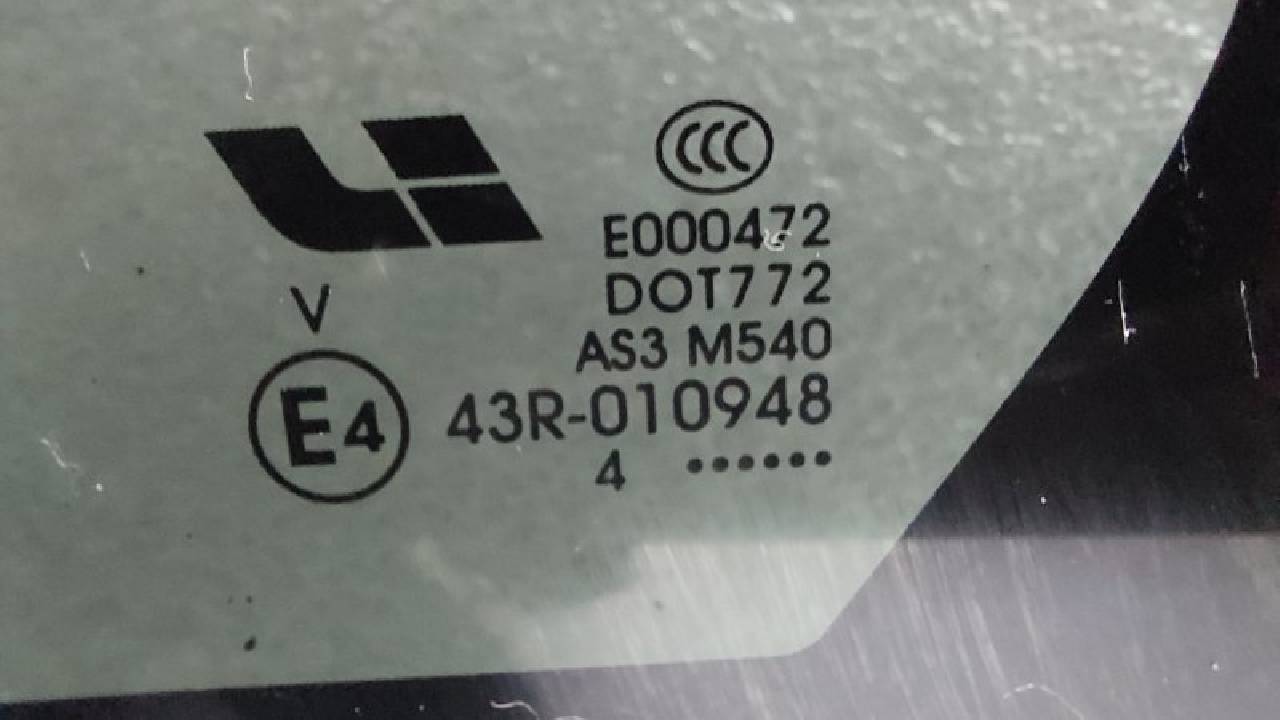 CCC
E000472
DOT772
AS3 M540
V
E4 43R-010948
4 ••••••